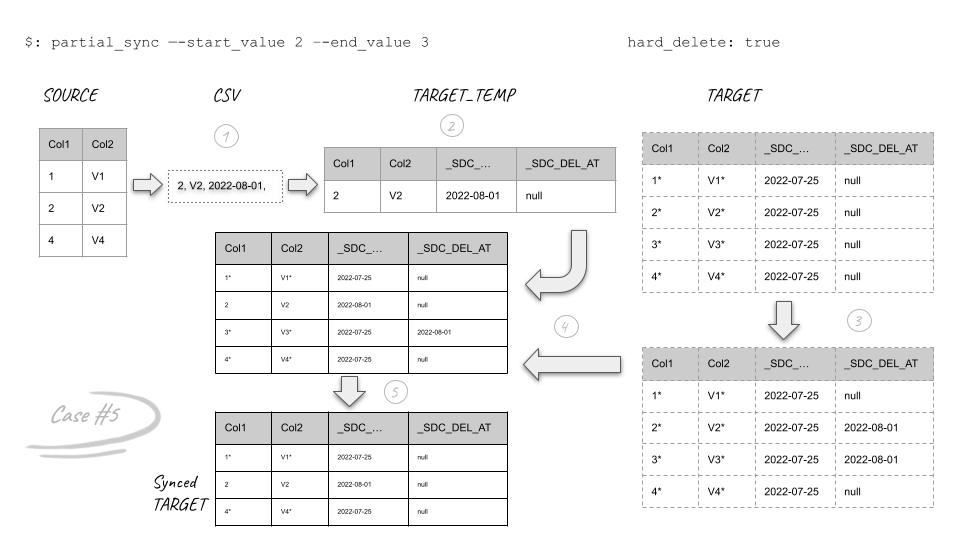 $: partial_sync —-start_value 2 --end_value 3
hard_delete: true
SOURCE
CSV
TARGET_TEMP
TARGET
1
2
Col1 Col2
1 V1
2 V2
4 V4
2, V2, 2022-08-01,
Col1 Col2 _SDC_… _SDC_DEL_AT
2 V2 2022-08-01 null
Col1 Col2 _SDC_… _SDC_DEL_AT
1* V1* 2022-07-25 null
2* V2* 2022-07-25 null
3* V3* 2022-07-25 null
4* V4* 2022-07-25 null
3
Col1 Col2 _SDC_… _SDC_DEL_AT
1* V1* 2022-07-25 null
2* V2* 2022-07-25 2022-08-01
3* V3* 2022-07-25 2022-08-01
4* V4* 2022-07-25 null
4
Col1 Col2 _SDC_… _SDC_DEL_AT
1* V1* 2022-07-25 null
2 V2 2022-08-01 null
3* V3* 2022-07-25 2022-08-01
4* V4* 2022-07-25 null
5
Case #5
Synced
TARGET
Col1 Col2 _SDC_… _SDC_DEL_AT
1* V1* 2022-07-25 null
2 V2 2022-08-01 null
4* V4* 2022-07-25 null